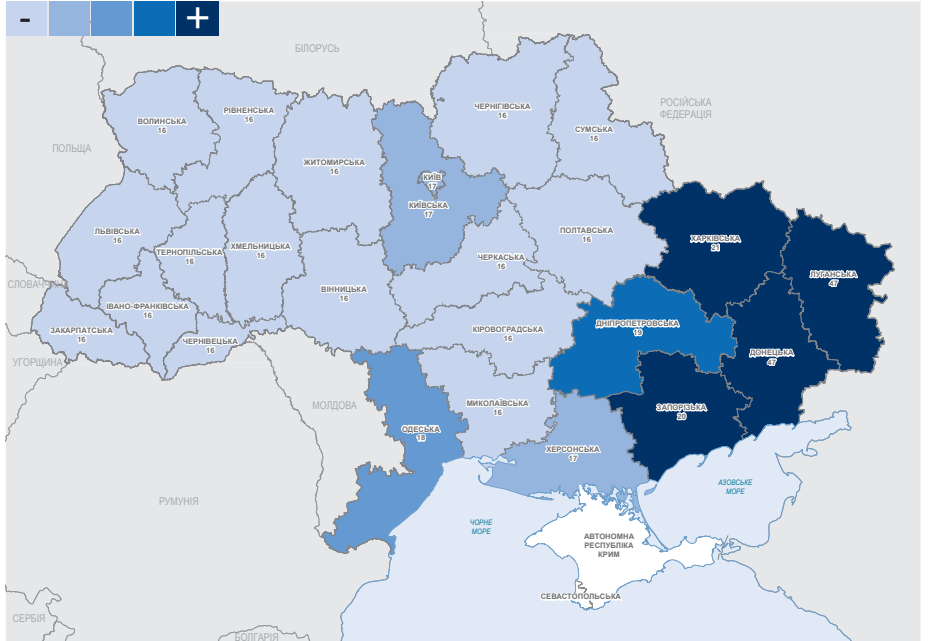 - +
БІЛОРУСЬ
РОСІЙСЬКА
ФЕДЕРАЦІЯ
ПОЛЬЩА
ВОЛИНСЬКА
16
РІВНЕНСЬКА
16
ЖИТОМИРСЬКА
16
ЧЕРНІГІВСЬКА
16
СУМСЬКА
16
КИЇВ
17
КИЇВСЬКА
17
ЛЬВІВСЬКА
16
ТЕРНОПІЛЬСЬКА
16
ХМЕЛЬНИЦЬКА
16
ПОЛТАВСЬКА
16
ХАРКІВСЬКА
21
ЛУГАНСЬКА
47
ЧЕРКАСЬКА
16
ВІННИЦЬКА
16
ІВАНО-ФРАНКІВСЬКА
16
ЗАКАРПАТСЬКА
16
ЧЕРНІВЕЦЬКА
16
КІРОВОГРАДСЬКА
16
ДНІПРОПЕТРОВСЬКА
19
ДОНЕЦЬКА
47
УГОРЩИНА
МОЛДОВА
МИКОЛАЇВСЬКА
16
ЗАПОРІЗЬКА
20
ОДЕСЬКА
18
ХЕРСОНСЬКА
17
РУМУНІЯ
АЗОВСЬКЕ
МОРЕ
ЧОРНЕ
МОРЕ
АВТОНОМНА
РЕСПУБЛІКА
КРИМ
СЕВАСТОПОЛЬСЬКА
СЕРБІЯ
БОЛГАРІЯ